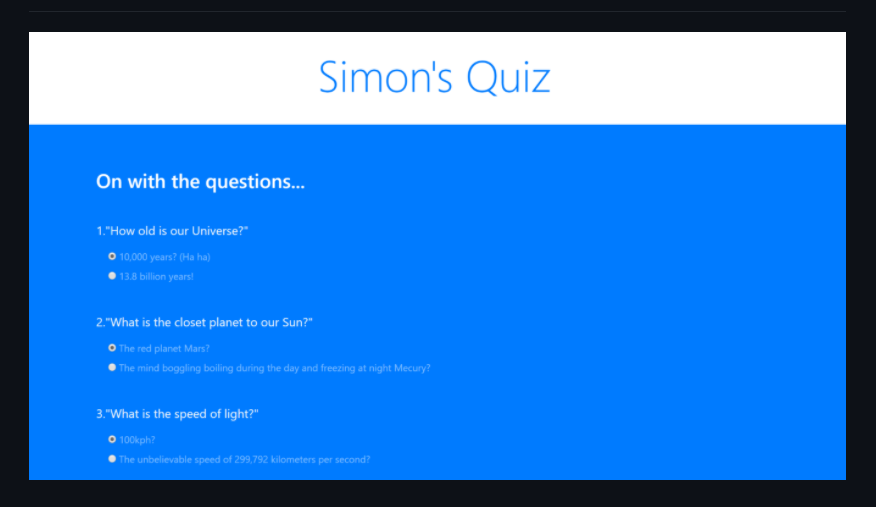 Simon's Quiz
On with the questions...
1."How old is our Universe?"
10,000 years? (Ha ha)
13.8 billion years!
2."What is the closet planet to our Sun?"
The red planet Mars?
The mind boggling boiling during the day and freezing at night Mecury?
3."What is the speed of light?"
100kph?
The unbelievable speed of 299,792 kilometers per second?